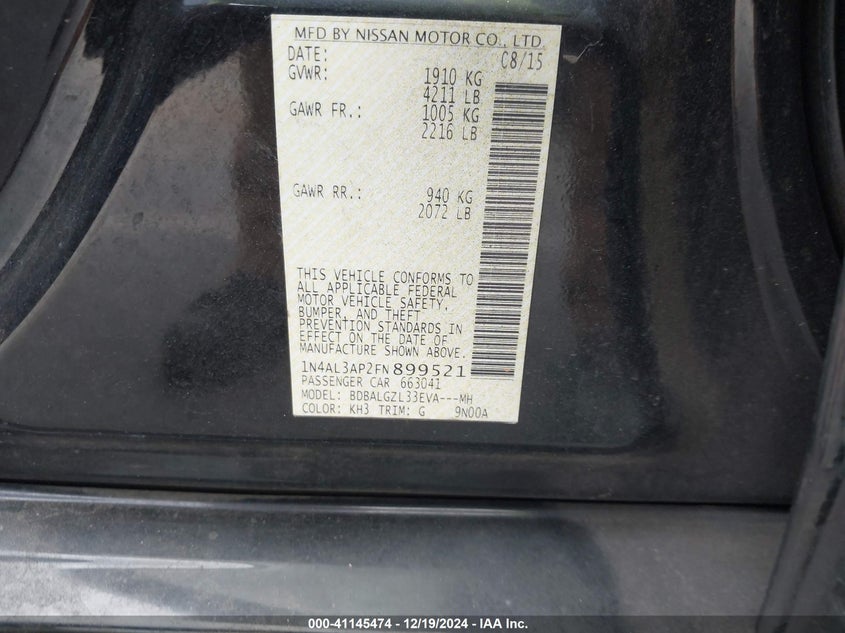 MFD BY NISSAN MOTOR CO., LTD.
DATE: 08/15
GVWR: 1910 KG
4211 LB
GAWR FR.: 1005 KG
2216 LB
GAWR RR.: 940 KG
2072 LB
THIS VEHICLE CONFORMS TO
ALL APPLICABLE FEDERAL
MOTOR VEHICLE SAFETY,
BUMPER, AND THEFT
PREVENTION STANDARDS IN
EFFECT ON THE DATE OF
MANUFACTURE SHOWN ABOVE.
1N4AL3AP2FN899521
PASSENGER CAR 663041
MODEL: BDBALGZL33EVA---MH
COLOR: KH3 TRIM: G 9N00A
000-41145474 - 12/19/2024 - IAA Inc.